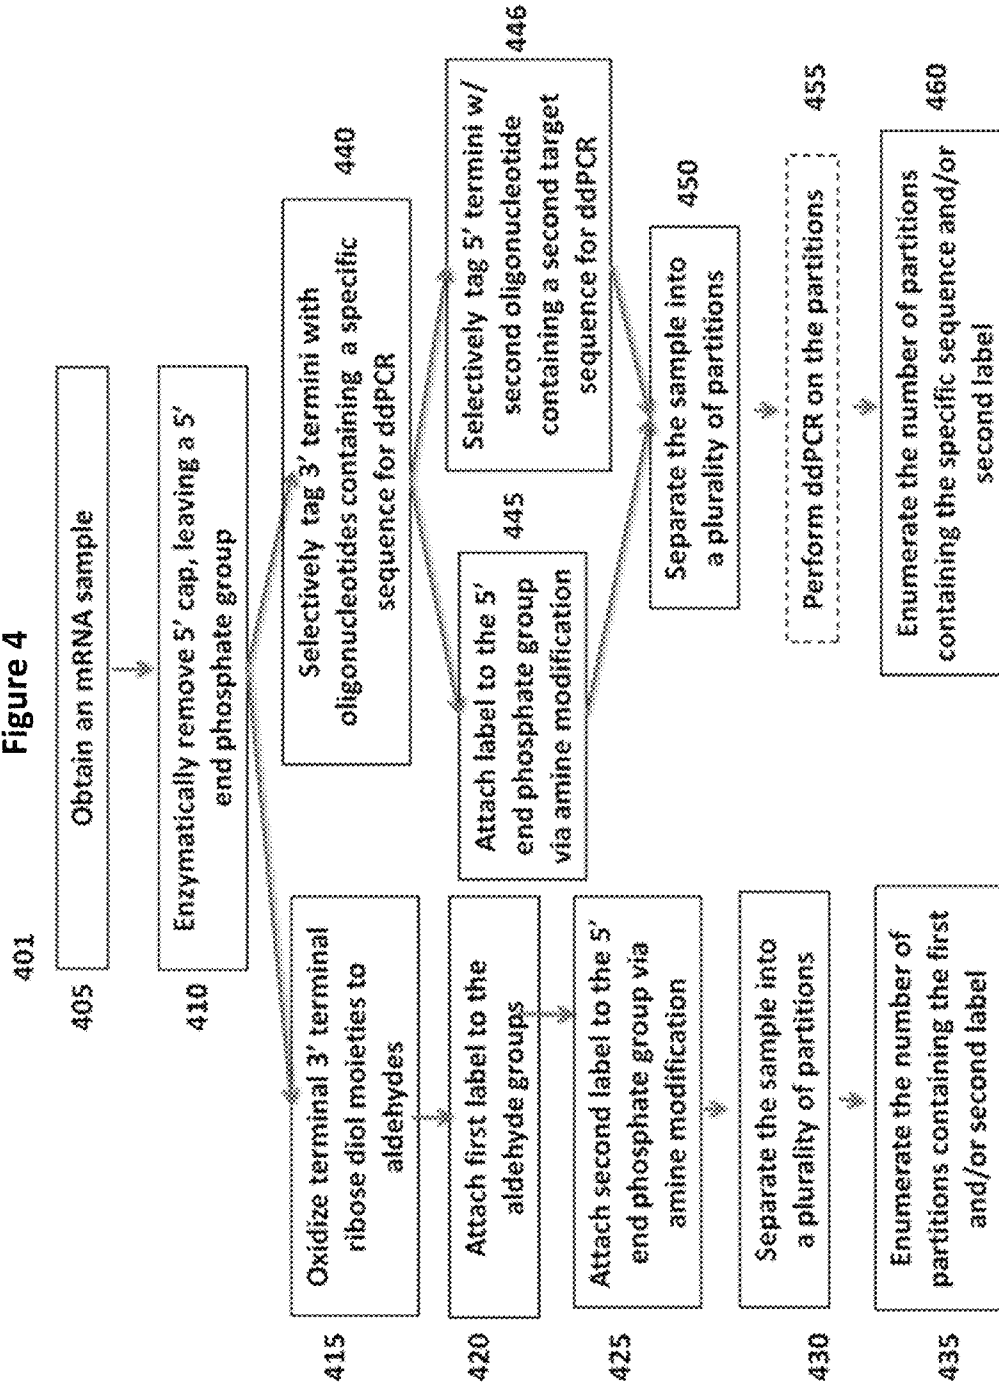 Figure 4
401
405
Obtain an mRNA sample
410
Enzymatically remove 5' cap, leaving a 5'
end phosphate group
415
Oxidize terminal 3' terminal
ribose diol moieties to
aldehydes
420
Attach first label to the
aldehyde groups
425
Attach second label to the 5'
end phosphate group via
amine modification
430
Separate the sample into
a plurality of partitions
435
Enumerate the number of
partitions containing the first
and/or second label
440
Selectively tag 3' termini with
oligonucleotides containing a specific
sequence for ddPCR
445
Attach label to the 5'
end phosphate group
via amine modification
446
Selectively tag 5' termini w/
second oligonucleotide
containing a second target
sequence for ddPCR
450
Separate the sample into
a plurality of partitions
455
Perform ddPCR on the partitions
460
Enumerate the number of partitions
containing the specific sequence and/or
second label